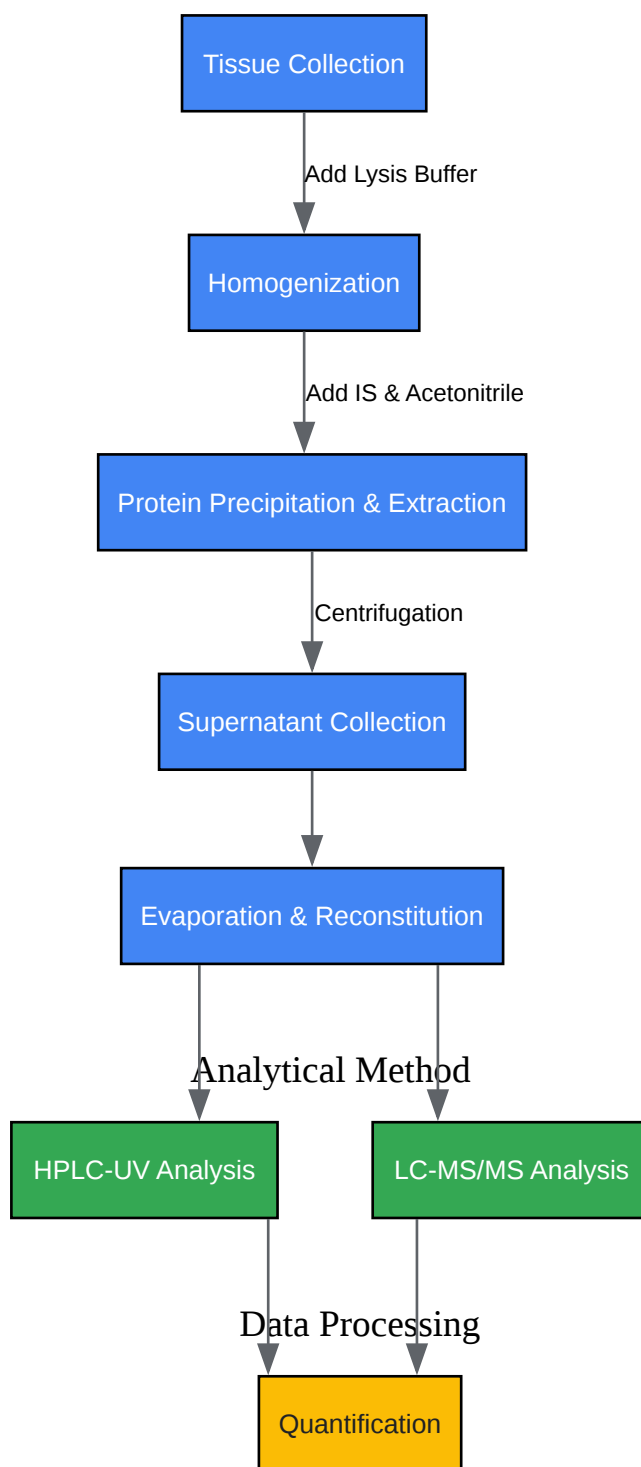 Tissue Collection
Add Lysis Buffer
Homogenization
Add IS & Acetonitrile
Protein Precipitation & Extraction
Centrifugation
Supernatant Collection
Evaporation & Reconstitution
Analytical Method
HPLC-UV Analysis
LC-MS/MS Analysis
Data Processing
Quantification